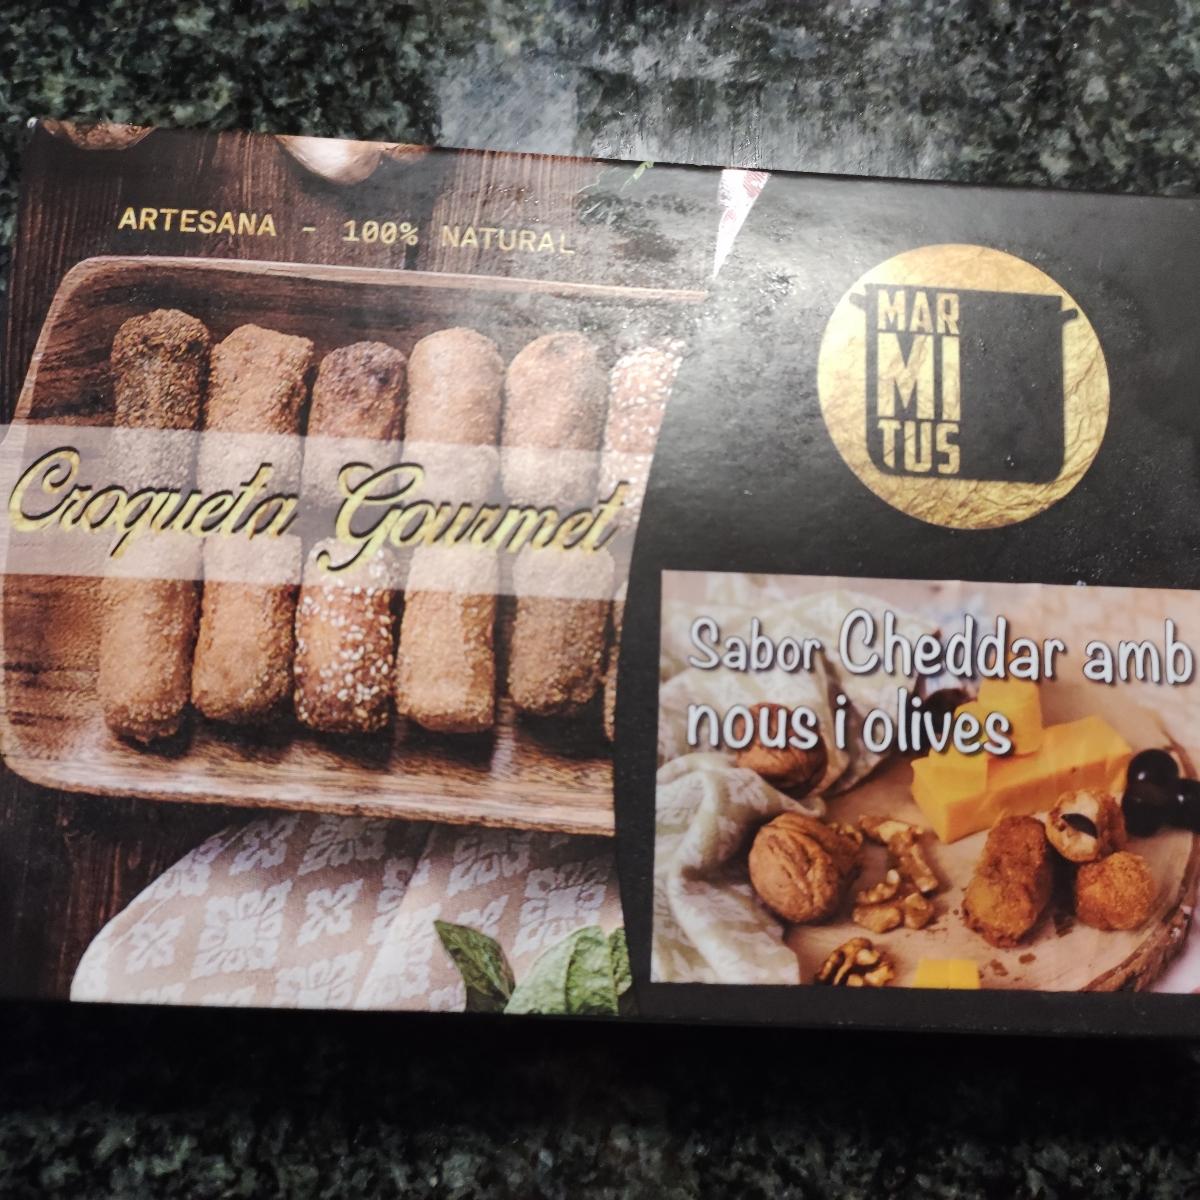 ARTESANA - 100% NATURAL
Croqueta Gourmet
MAR
MI
TUS
Sabor Cheddar amb
nous i olives